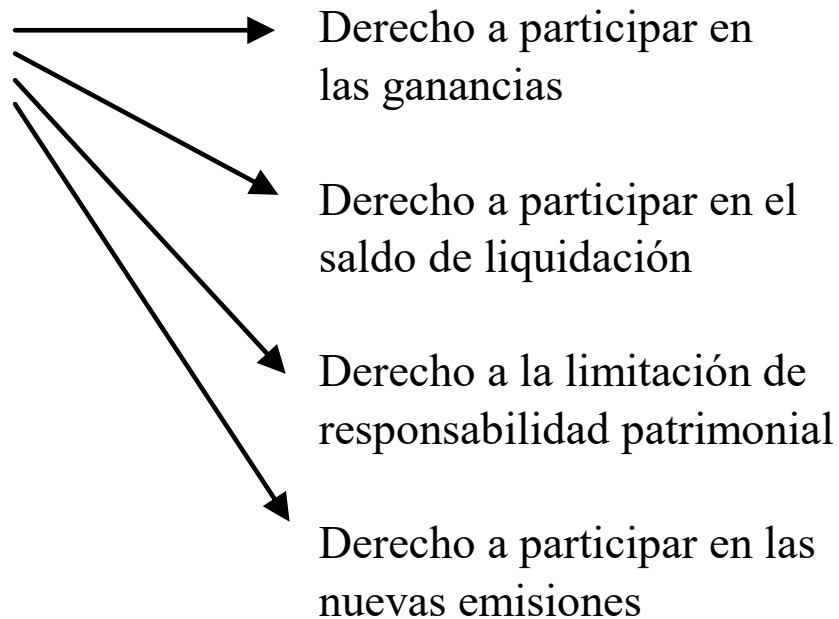 Derecho a participar en
las ganancias
Derecho a participar en el
saldo de liquidación
Derecho a la limitación de
responsabilidad patrimonial
Derecho a participar en las
nuevas emisiones